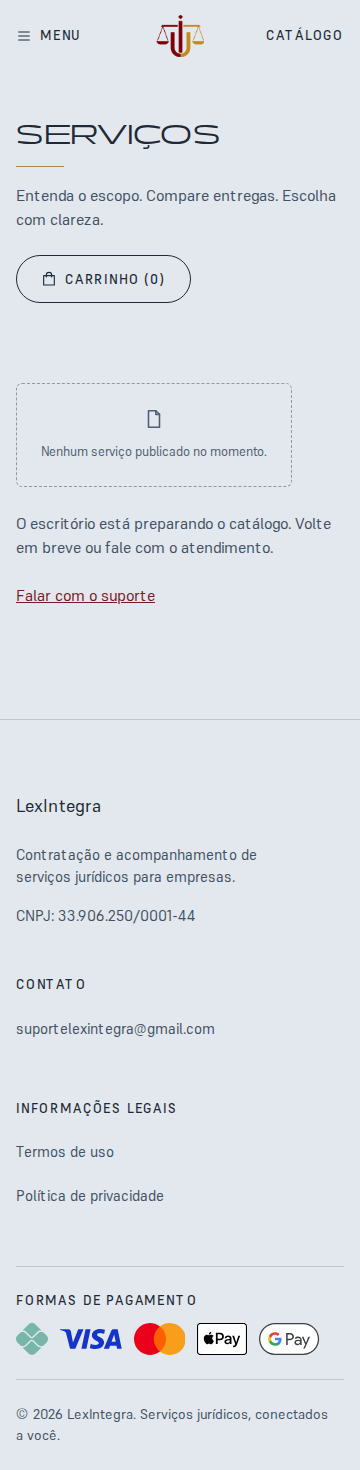 MENU
CATÁLOGO
SERVIÇOS
Entenda o escopo. Compare entregas. Escolha
com clareza.
CARRINHO (0)
Nenhum serviço publicado no momento.
O escritório está preparando o catálogo. Volte
em breve ou fale com o atendimento.
Falar com o suporte
LexIntegra
Contratação e acompanhamento de
serviços jurídicos para empresas.
CNPJ: 33.906.250/0001-44
CONTATO
suportelexintegra@gmail.com
INFORMAÇÕES LEGAIS
Termos de uso
Política de privacidade
FORMAS DE PAGAMENTO
VISA Pay G Pay
© 2026 LexIntegra. Serviços jurídicos, conectados
a você.